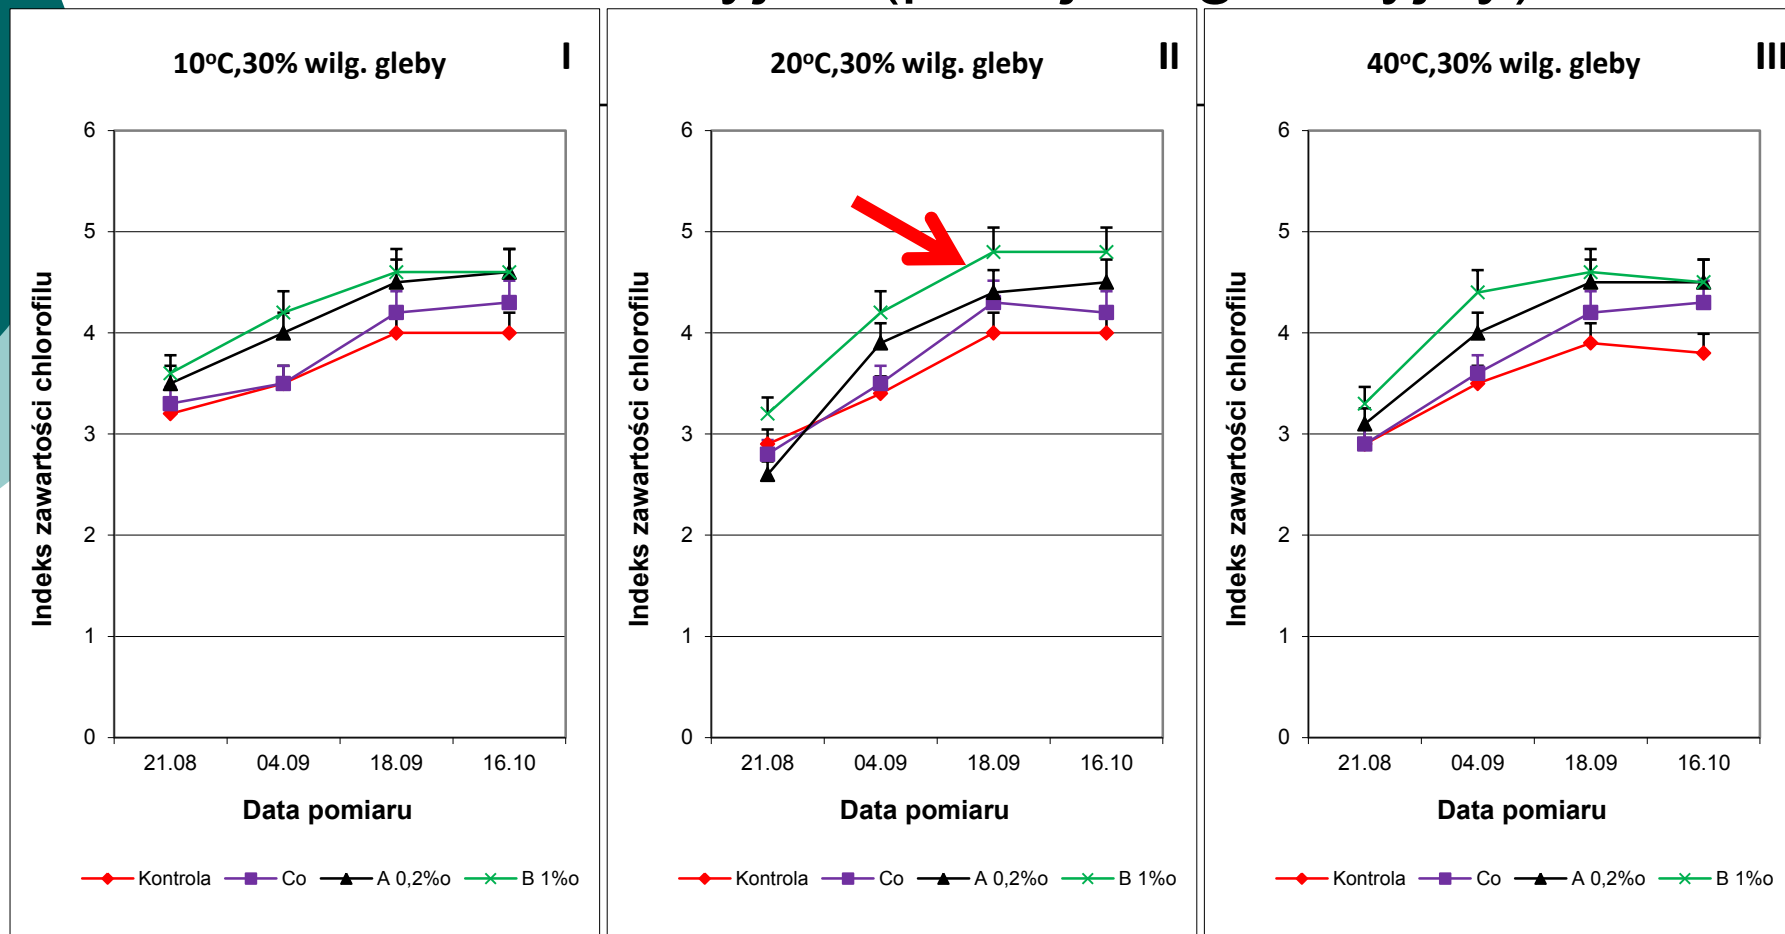 10°C,30% wilg. gleby I
6
5
4
3
2
1
0
Indeks zawartości chlorofilu
21.08 04.09 18.09 16.10
Data pomiaru
Kontrola Co A 0,2%o B 1%o
20°C,30% wilg. gleby II
6
5
4
3
2
1
0
Indeks zawartości chlorofilu
21.08 04.09 18.09 16.10
Data pomiaru
Kontrola Co A 0,2%o B 1%o
40°C,30% wilg. gleby III
6
5
4
3
2
1
0
Indeks zawartości chlorofilu
21.08 04.09 18.09 16.10
Data pomiaru
Kontrola Co A 0,2%o B 1%o